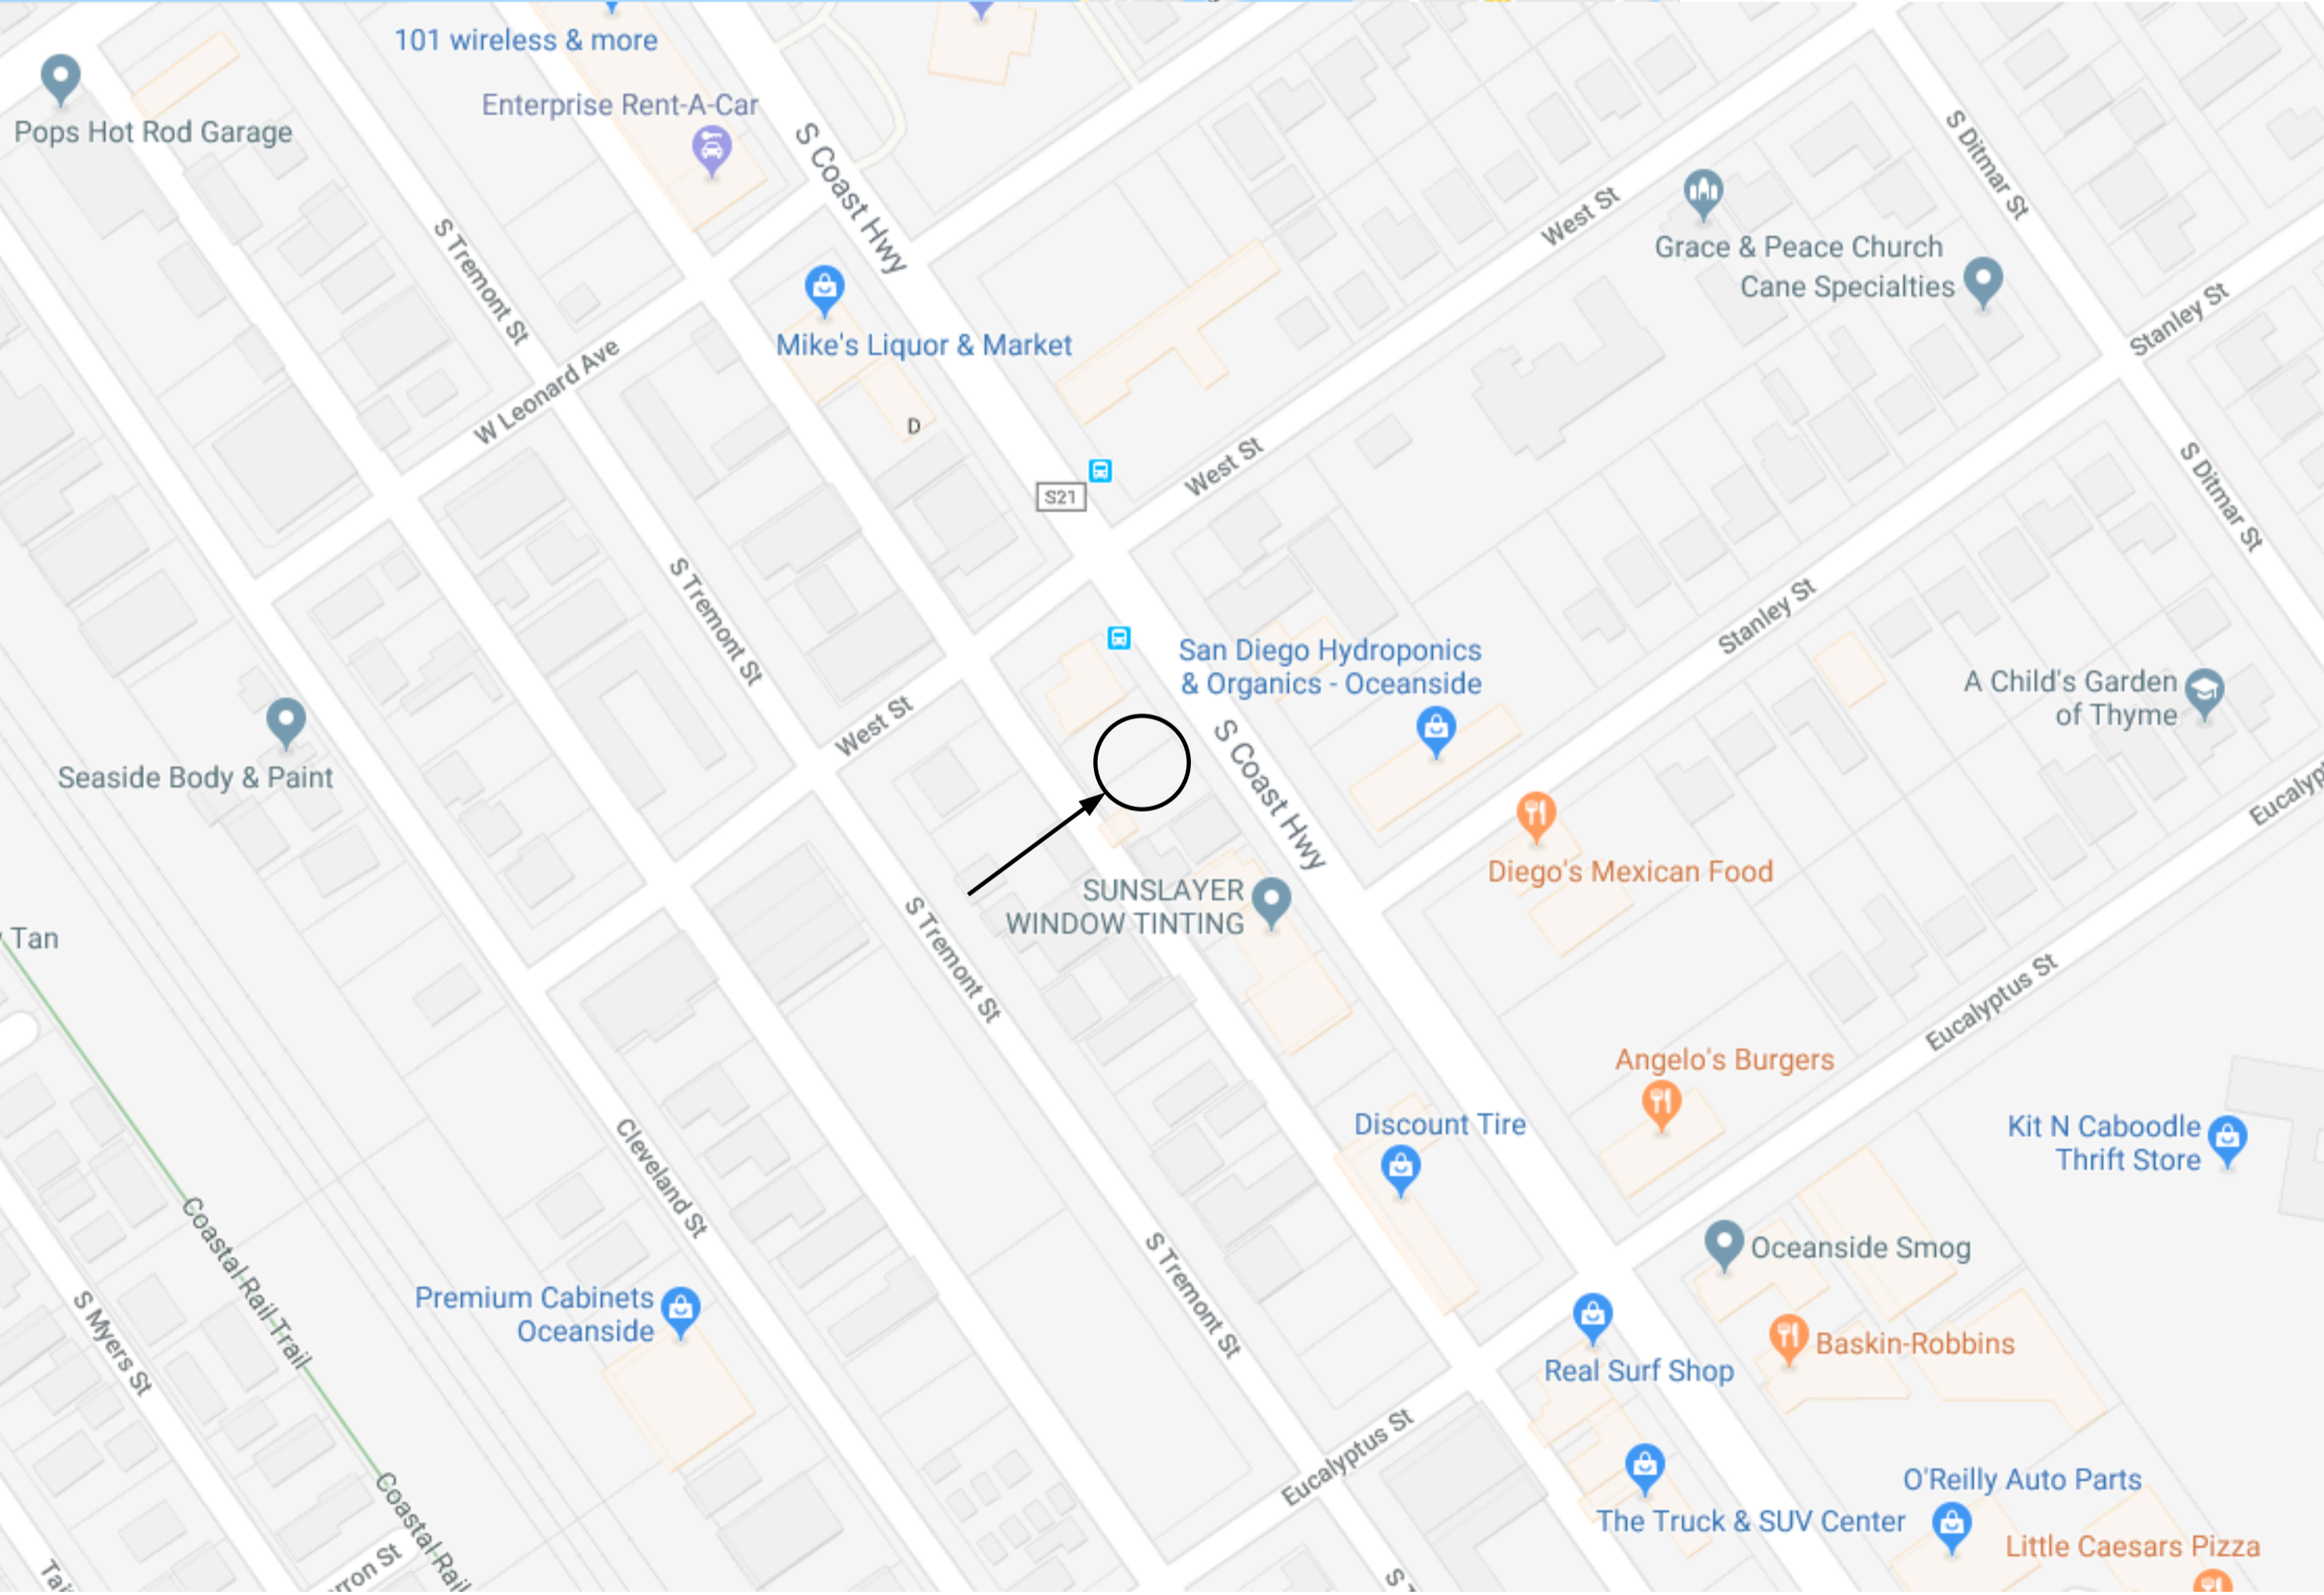 101 wireless & more
Pops Hot Rod Garage
Enterprise Rent-A-Car
S Coast Hwy
S Ditmar St
West St
Grace & Peace Church
Cane Specialties
S Tremont St
Mike's Liquor & Market
Stanley St
W Leonard Ave
D
S21
West St
S Ditmar St
S Tremont St
Stanley St
San Diego Hydroponics
& Organics - Oceanside
A Child's Garden
of Thyme
West St
S Coast Hwy
Seaside Body & Paint
Diego's Mexican Food
SUNSLAYER
WINDOW TINTING
S Tremont St
Tan
Eucalyptus St
Angelo's Burgers
Discount Tire
Kit N Caboodle
Thrift Store
Cleveland St
Coastal Rail Trail
Oceanside Smog
S Tremont St
Premium Cabinets
Oceanside
S Myers St
Baskin-Robbins
Real Surf Shop
Eucalyptus St
O'Reilly Auto Parts
The Truck & SUV Center
Coastal Rail
Little Caesars Pizza